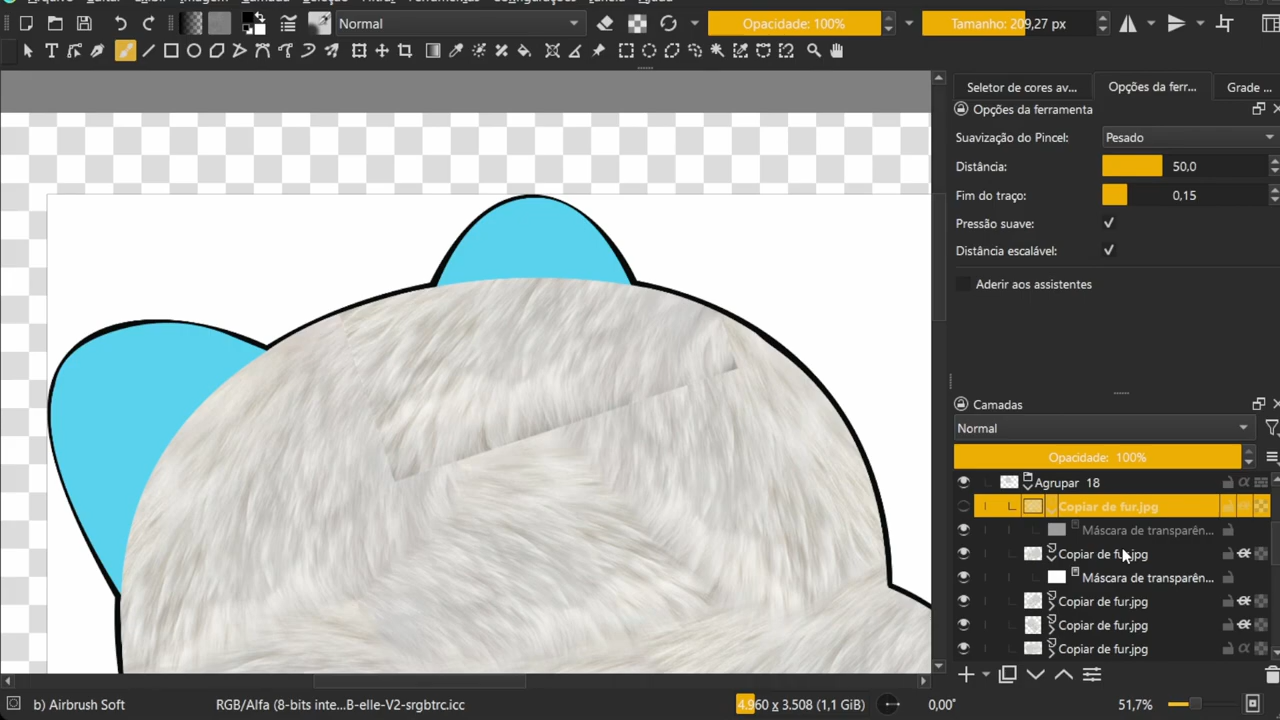 Normal
Opacidade: 100%
Tamanho: 209,27 px
Seletor de cores av...
Opções da ferr...
Grade ...
Opções da ferramenta
Suavização do Pincel:
Pesado
Distância:
50,0
Fim do traço:
0,15
Pressão suave:
Distância escalável:
Aderir aos assistentes
Camadas
Normal
Opacidade: 100%
Agrupar 18
Copiar de fur.jpg
Máscara de transparên...
Copiar de fur.jpg
Máscara de transparên...
Copiar de fur.jpg
Copiar de fur.jpg
Copiar de fur.jpg
b) Airbrush Soft
RGB/Alfa (8-bits inte...B-elle-V2-srgbtrc.icc
4.960 x 3.508 (1,1 GiB)
0,00°
51,7%